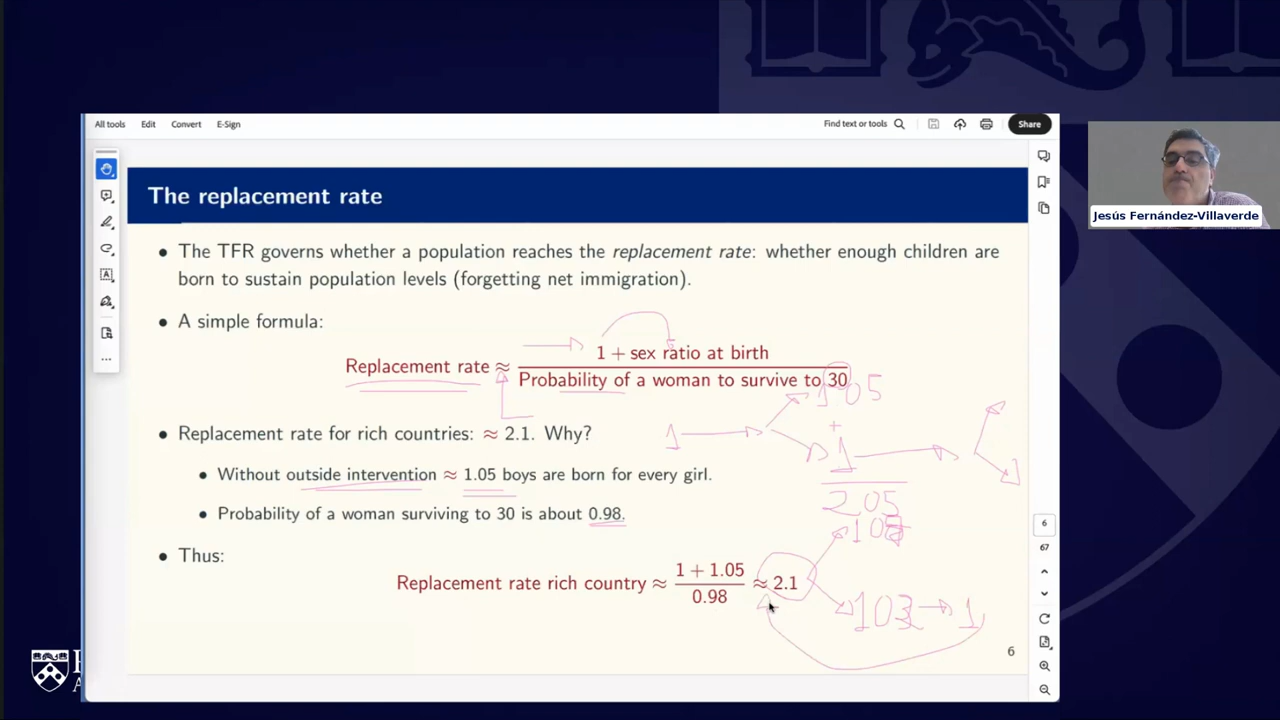 All tools Edit Convert E-Sign Find text or tools Share
Jesús Fernández-Villaverde
The replacement rate
• The TFR governs whether a population reaches the replacement rate: whether enough children are
born to sustain population levels (forgetting net immigration).
• A simple formula:
Replacement rate ≈ 1 + sex ratio at birth
Probability of a woman to survive to 30
1.05
+
• Replacement rate for rich countries: ≈ 2.1. Why?
1
1
1
• Without outside intervention ≈ 1.05 boys are born for every girl.
2.05
• Probability of a woman surviving to 30 is about 0.98.
• Thus:
Replacement rate rich country ≈ 1 + 1.05
0.98
≈ 2.1
1
6
6
67